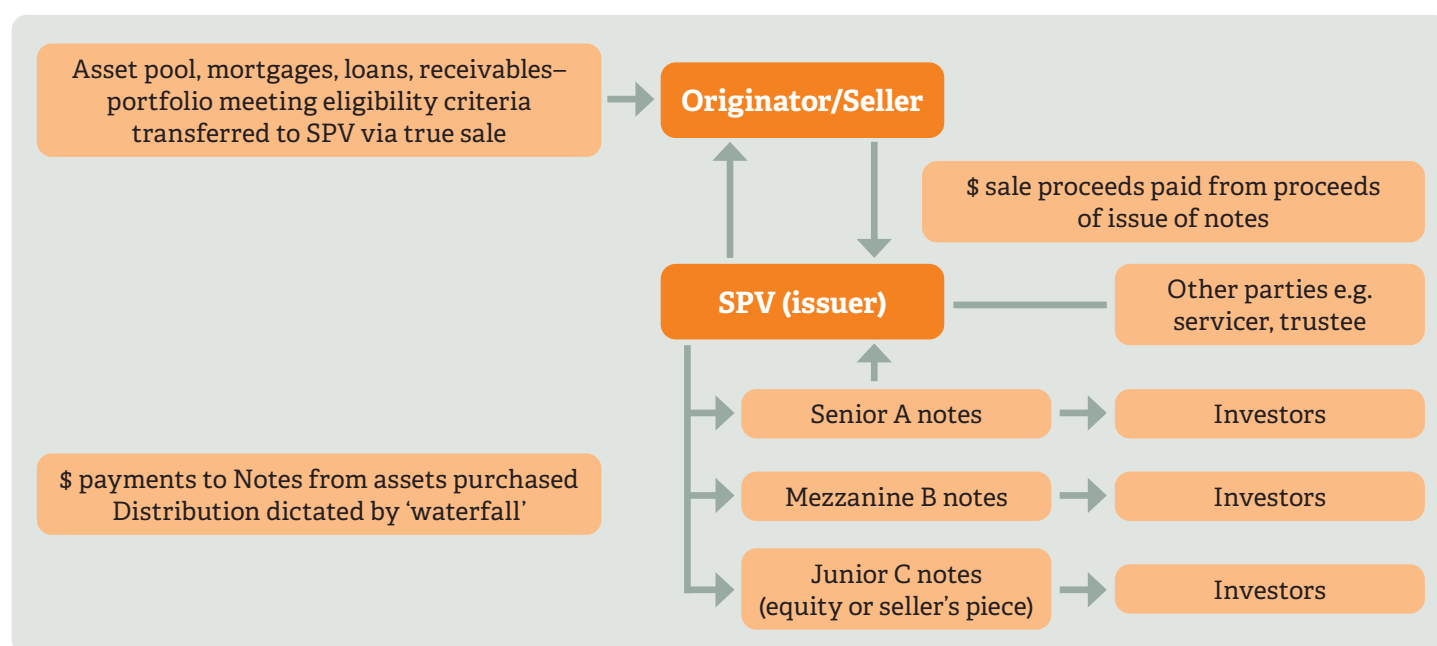 Asset pool, mortgages, loans, receivables–
portfolio meeting eligibility criteria
transferred to SPV via true sale
Originator/Seller
$ sale proceeds paid from proceeds
of issue of notes
SPV (issuer)
Other parties e.g.
servicer, trustee
Senior A notes
Investors
$ payments to Notes from assets purchased
Distribution dictated by ‘waterfall’
Mezzanine B notes
Investors
Junior C notes
(equity or seller’s piece)
Investors